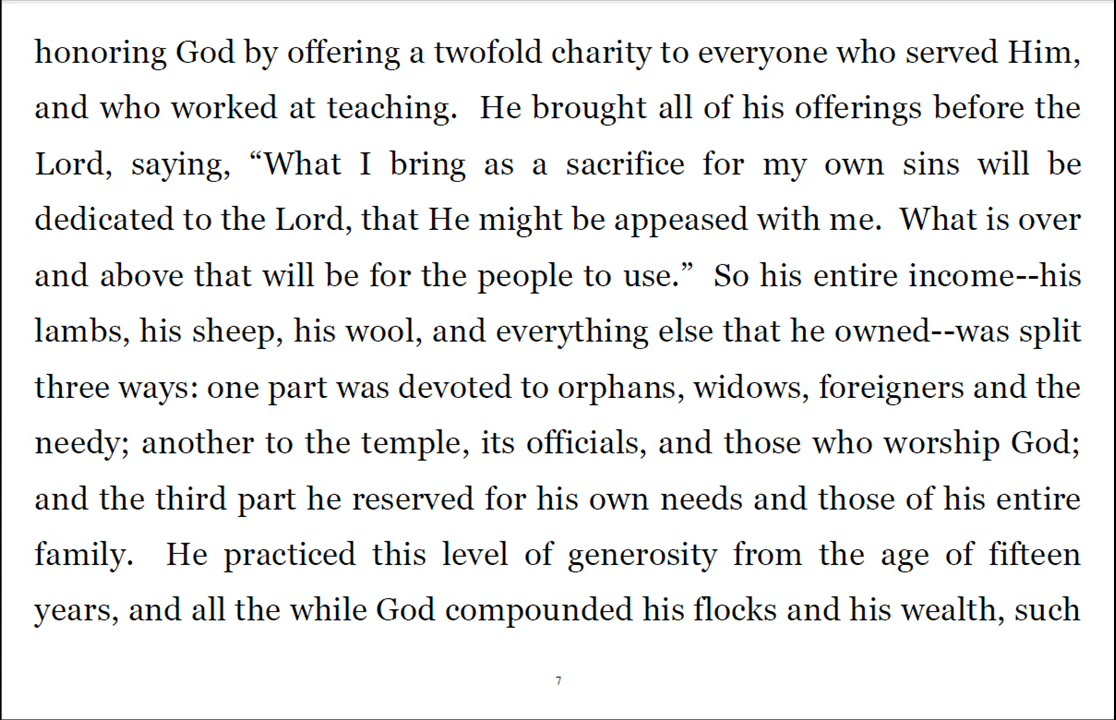 honoring God by offering a twofold charity to everyone who served Him,
and who worked at teaching.  He brought all of his offerings before the
Lord, saying, “What I bring as a sacrifice for my own sins will be
dedicated to the Lord, that He might be appeased with me.  What is over
and above that will be for the people to use.”  So his entire income--his
lambs, his sheep, his wool, and everything else that he owned--was split
three ways: one part was devoted to orphans, widows, foreigners and the
needy; another to the temple, its officials, and those who worship God;
and the third part he reserved for his own needs and those of his entire
family.  He practiced this level of generosity from the age of fifteen
years, and all the while God compounded his flocks and his wealth, such
7